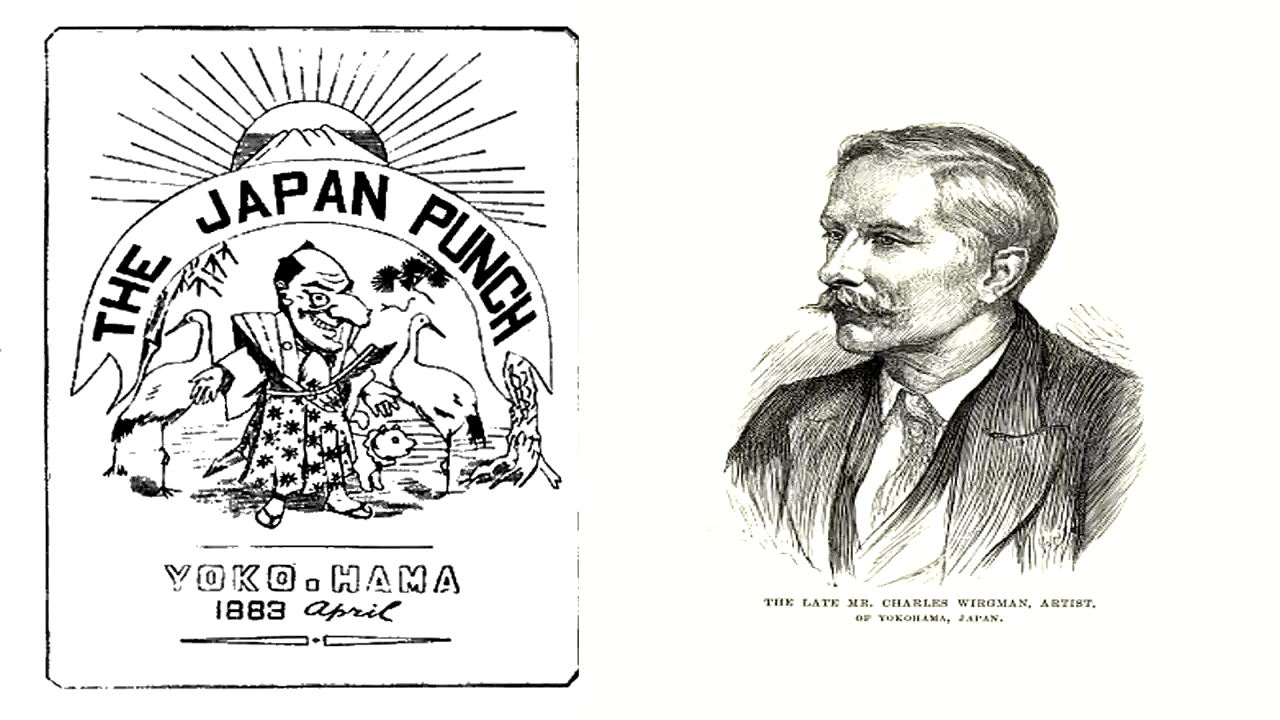 THE JAPAN PUNCH
YOKO.HAMA
1883 April
THE LATE MR. CHARLES WIRGMAN, ARTIST,
OF YOKOHAMA, JAPAN.